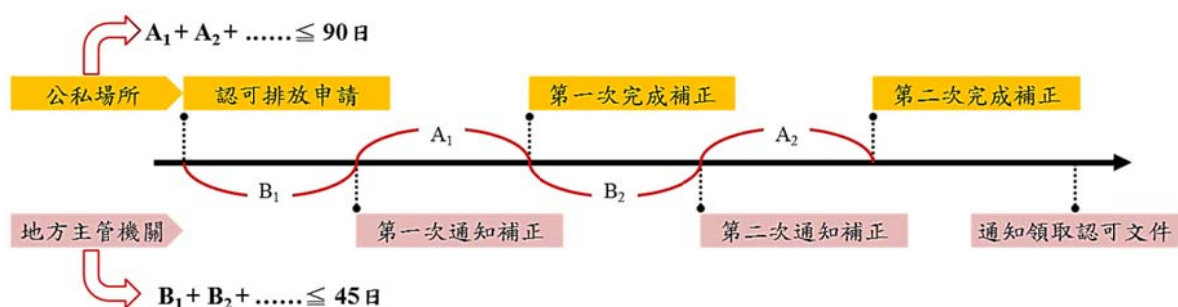 A₁ + A₂ + ...... ≦ 90日
公私場所 認可排放申請 第一次完成補正 第二次完成補正
A₁ A₂
B₁ B₂
地方主管機關 第一次通知補正 第二次通知補正 通知領取認可文件
B₁ + B₂ + ...... ≦ 45日